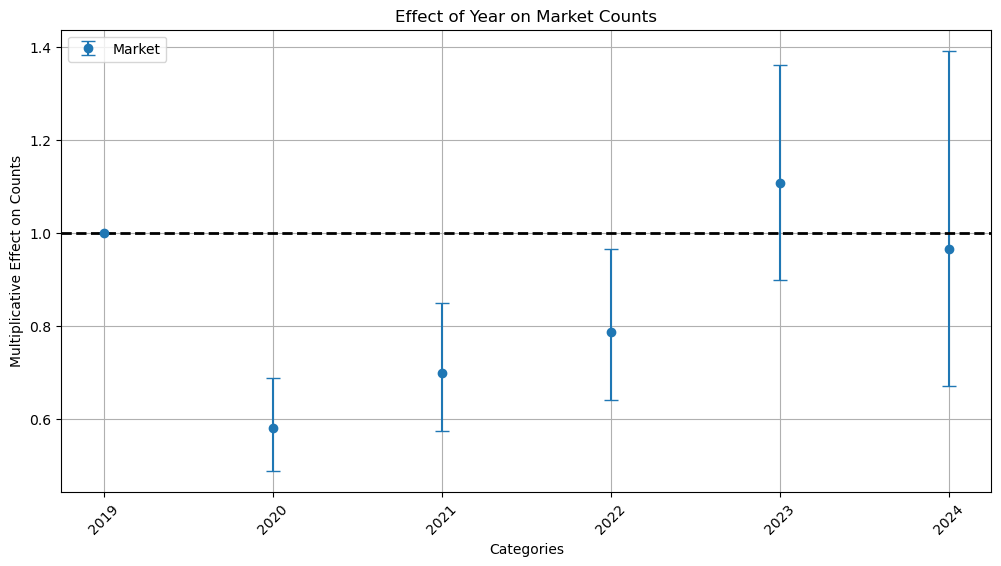 Effect of Year on Market Counts
Market
Multiplicative Effect on Counts
1.4
1.2
1.0
0.8
0.6
2019
2020
2021
2022
2023
2024
Categories